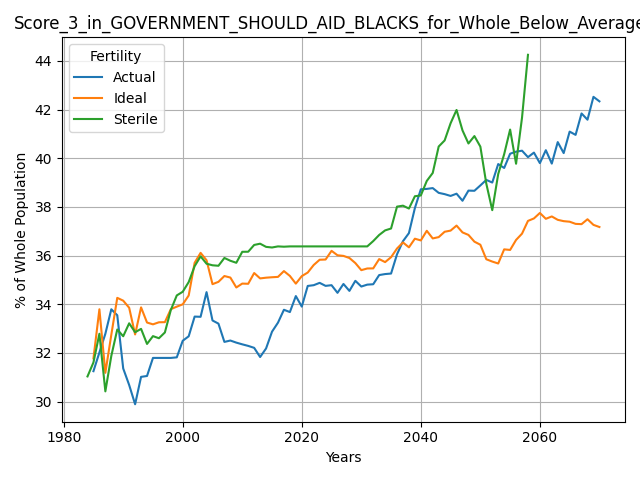 Score_3_in_GOVERNMENT_SHOULD_AID_BLACKS_for_Whole_Below_Average
Fertility
Actual
Ideal
Sterile
% of Whole Population
44
42
40
38
36
34
32
30
1980
2000
2020
2040
2060
Years